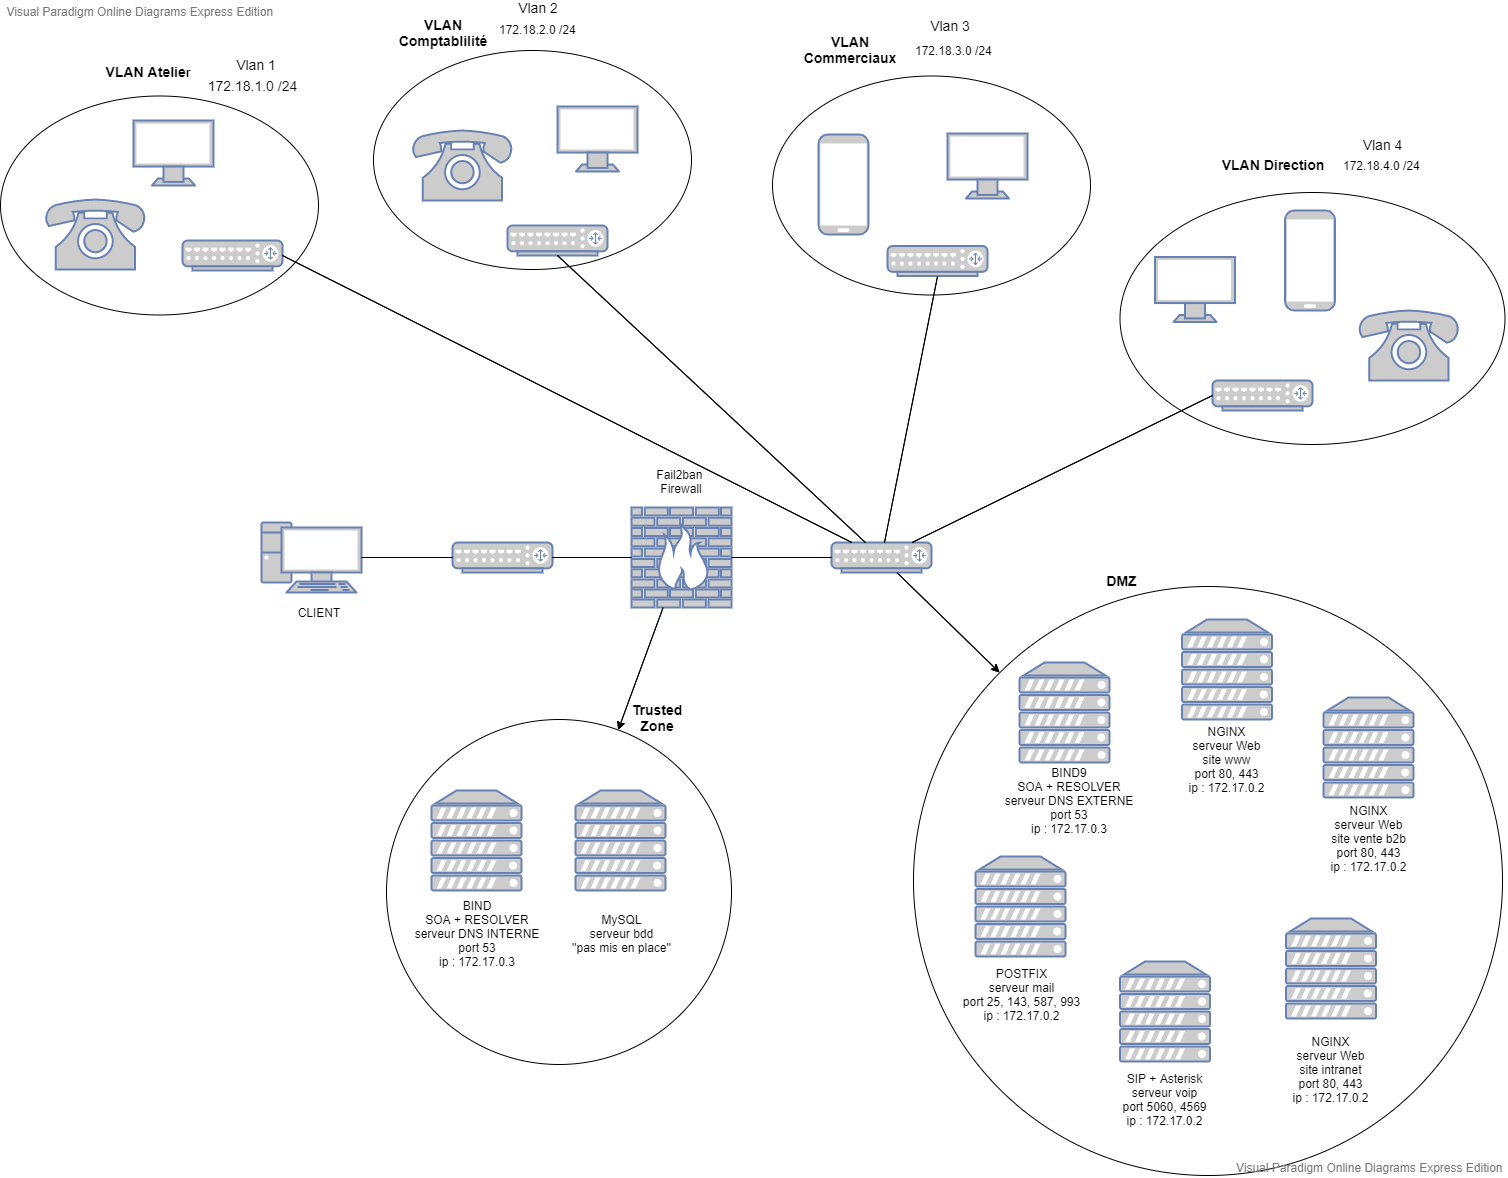 Visual Paradigm Online Diagrams Express Edition
VLAN Atelier
Vlan 1
172.18.1.0 /24
VLAN
Comptablilité
Vlan 2
172.18.2.0 /24
VLAN
Commerciaux
Vlan 3
172.18.3.0 /24
VLAN Direction
Vlan 4
172.18.4.0 /24
Fail2ban
Firewall
CLIENT
Trusted
Zone
BIND
SOA + RESOLVER
serveur DNS INTERNE
port 53
ip : 172.17.0.3
MySQL
serveur bdd
"pas mis en place"
DMZ
BIND9
SOA + RESOLVER
serveur DNS EXTERNE
port 53
ip : 172.17.0.3
NGINX
serveur Web
site www
port 80, 443
ip : 172.17.0.2
NGINX
serveur Web
site vente b2b
port 80, 443
ip : 172.17.0.2
POSTFIX
serveur mail
port 25, 143, 587, 993
ip : 172.17.0.2
SIP + Asterisk
serveur voip
port 5060, 4569
ip : 172.17.0.2
NGINX
serveur Web
site intranet
port 80, 443
ip : 172.17.0.2
Visual Paradigm Online Diagrams Express Edition